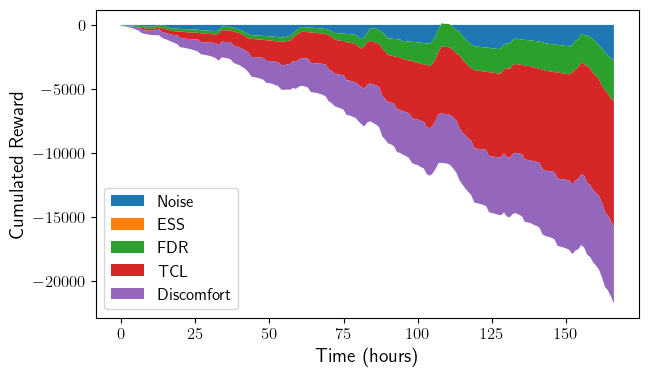 0
−5000
−10000
−15000
−20000
Cumulated Reward
Noise
ESS
FDR
TCL
Discomfort
0 25 50 75 100 125 150
Time (hours)